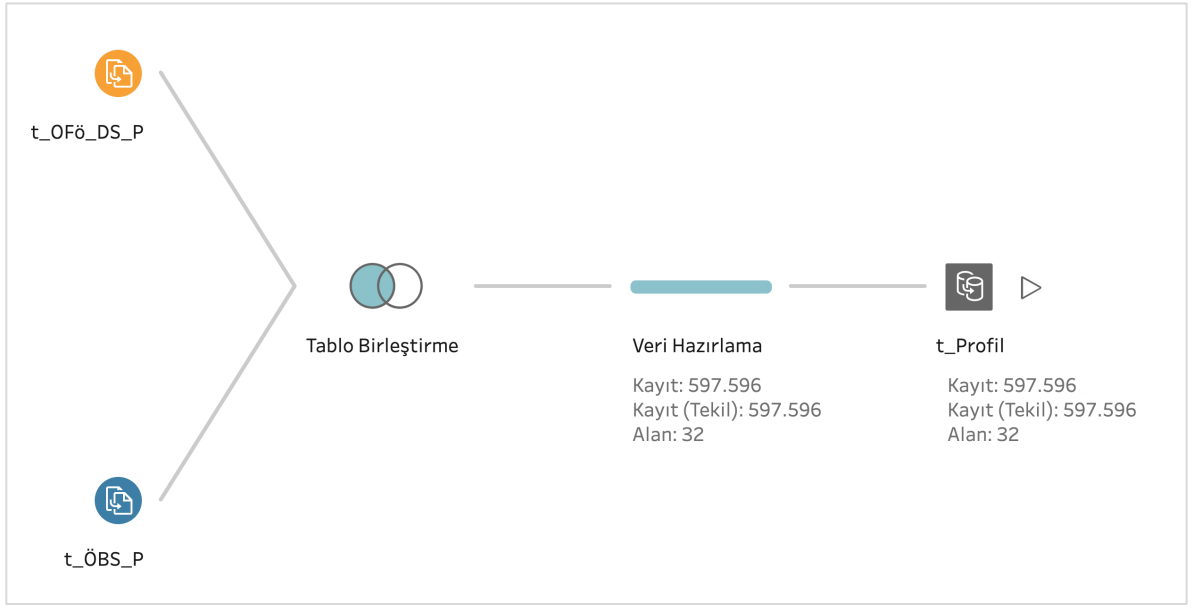 t_OFö_DS_P
Tablo Birleştirme
Veri Hazırlama
Kayıt: 597.596
Kayıt (Tekil): 597.596
Alan: 32
t_Profil
Kayıt: 597.596
Kayıt (Tekil): 597.596
Alan: 32
t_ÖBS_P